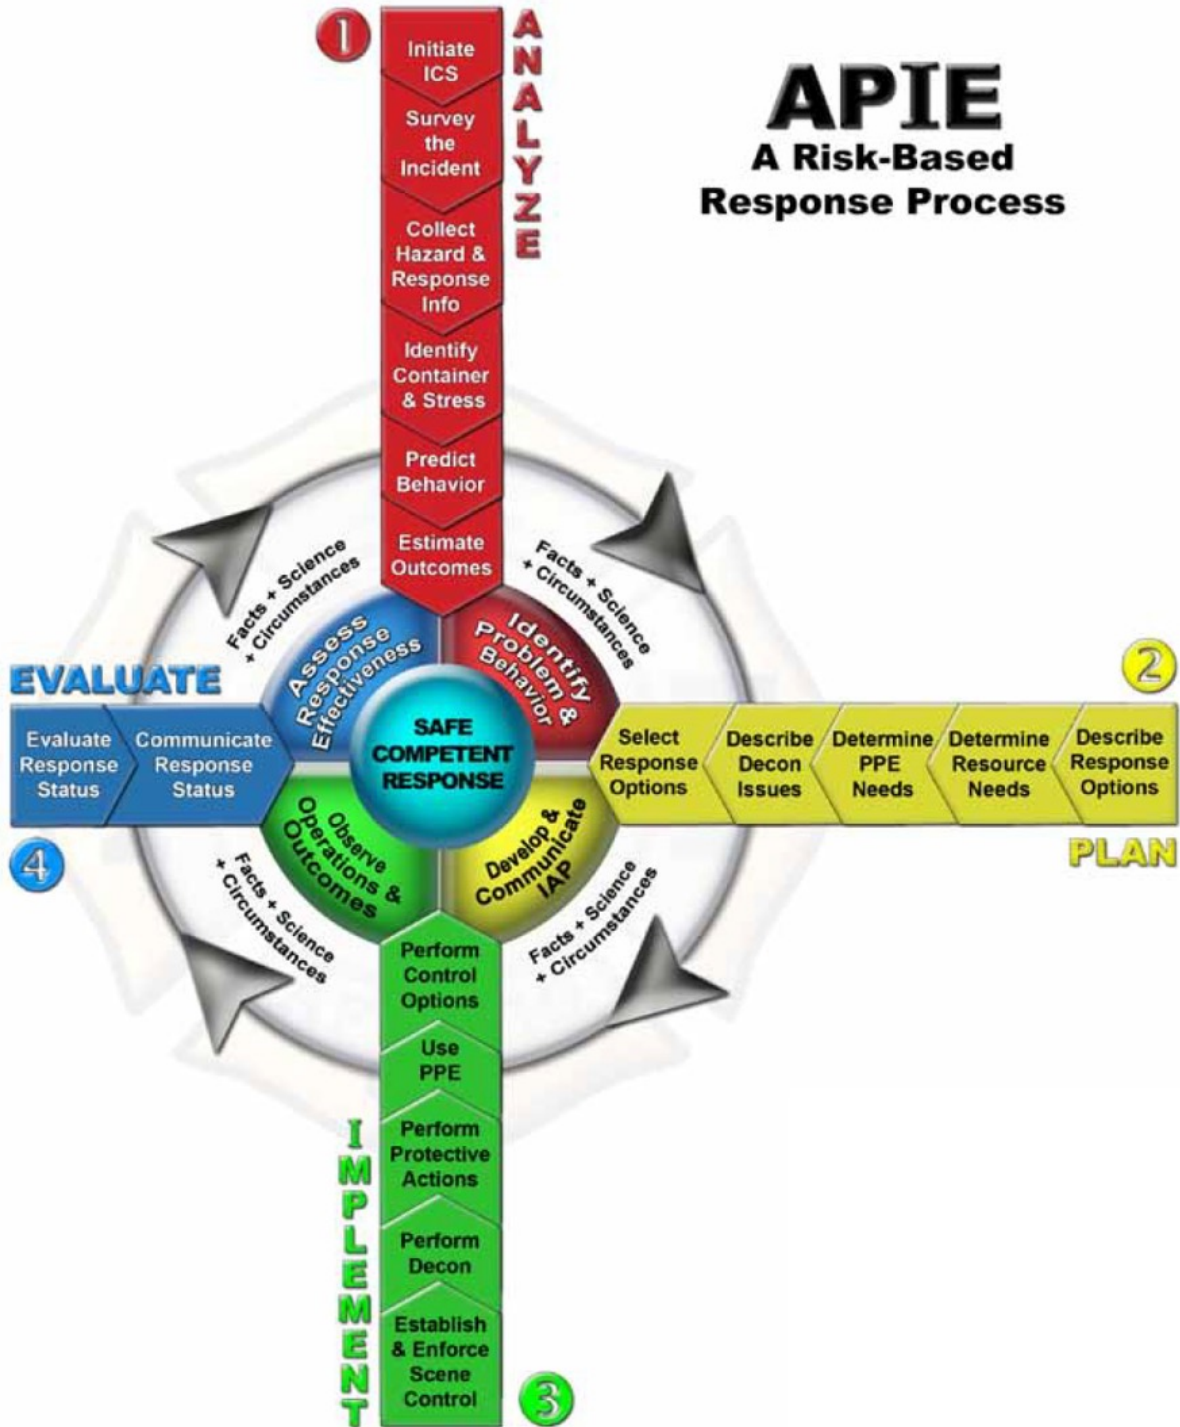 APIE
A Risk-Based
Response Process
1
ANALYZE
Initiate
ICS
Survey
the
Incident
Collect
Hazard &
Response
Info
Identify
Container
& Stress
Predict
Behavior
Estimate
Outcomes
Facts + Science
+ Circumstances
Identify
Problem &
Behavior
2
PLAN
Describe
Response
Options
Determine
Resource
Needs
Determine
PPE
Needs
Describe
Decon
Issues
Select
Response
Options
Develop &
Communicate
IAP
Facts + Science
+ Circumstances
3
IMPLEMENT
Establish
& Enforce
Scene
Control
Perform
Decon
Perform
Protective
Actions
Use
PPE
Perform
Control
Options
Observe
Operations &
Outcomes
Facts + Science
+ Circumstances
4
EVALUATE
Evaluate
Response
Status
Communicate
Response
Status
Assess
Response
Effectiveness
Facts + Science
+ Circumstances
SAFE
COMPETENT
RESPONSE